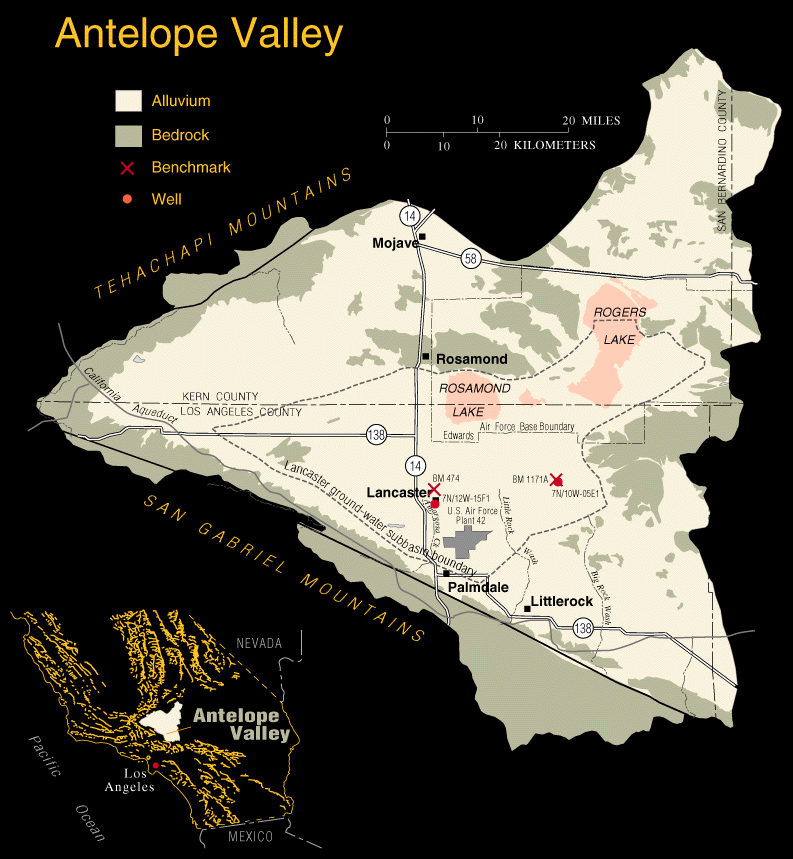 Antelope Valley
Alluvium
Bedrock
Benchmark
Well
0 10 20 MILES
0 10 20 KILOMETERS
SAN BERNARDINO COUNTY
TEHACHAPI MOUNTAINS
14
Mojave
58
ROGERS
LAKE
Rosamond
ROSAMOND
LAKE
California
Aqueduct
KERN COUNTY
LOS ANGELES COUNTY
Edwards Air Force Base Boundary
138
14
Lancaster ground-water subbasin boundary
BM 474
Lancaster
7N/12W-15F1
BM 1171A
7N/10W-05E1
U.S. Air Force
Plant 42
Little Rock
Wash
Big Rock Wash
Palmdale
Littlerock
138
SAN GABRIEL MOUNTAINS
NEVADA
Antelope
Valley
Los
Angeles
Pacific
Ocean
MEXICO